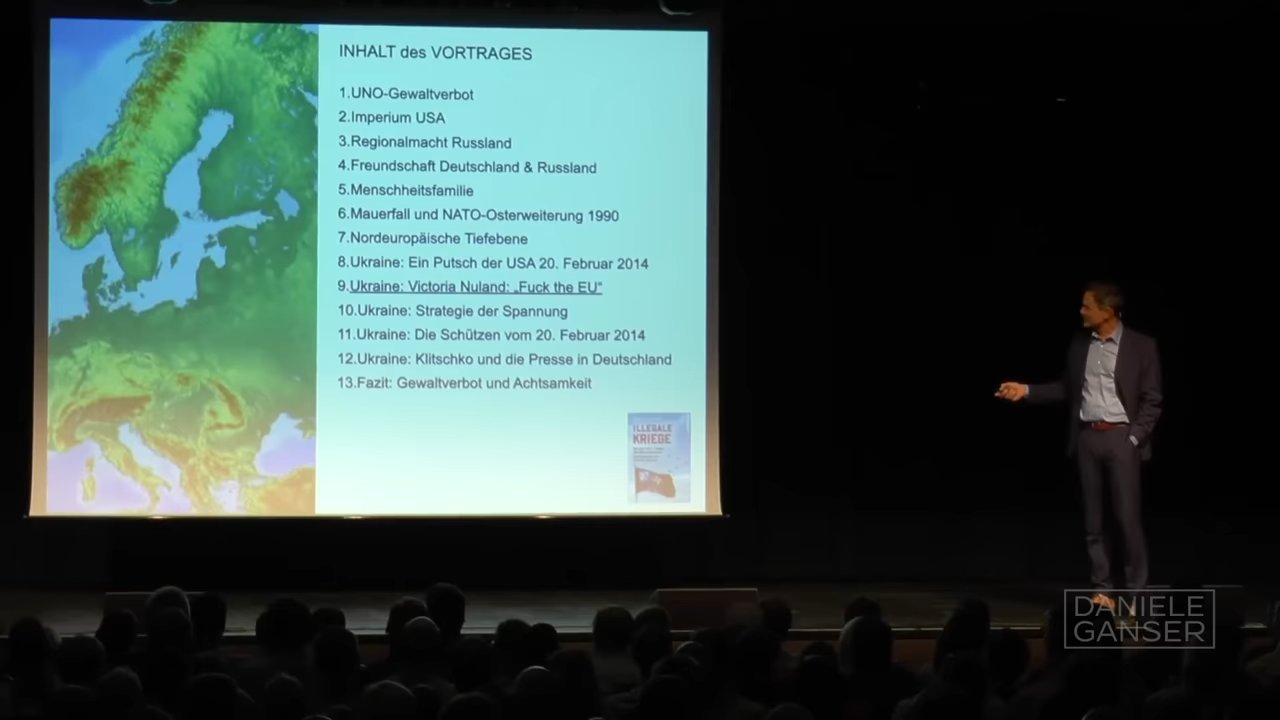 INHALT des VORTRAGES
1.UNO-Gewaltverbot
2.Imperium USA
3.Regionalmacht Russland
4.Freundschaft Deutschland & Russland
5.Menschheitsfamilie
6.Mauerfall und NATO-Osterweiterung 1990
7.Nordeuropäische Tiefebene
8.Ukraine: Ein Putsch der USA 20. Februar 2014
9.Ukraine: Victoria Nuland: „Fuck the EU"
10.Ukraine: Strategie der Spannung
11.Ukraine: Die Schützen vom 20. Februar 2014
12.Ukraine: Klitschko und die Presse in Deutschland
13.Fazit: Gewaltverbot und Achtsamkeit
ILLEGALE
KRIEGE
DANIELE
GANSER